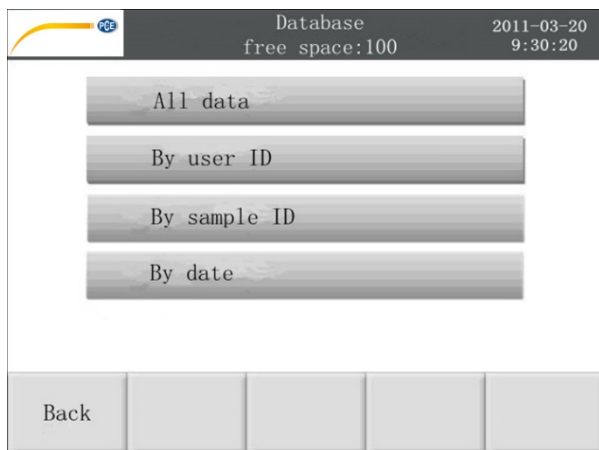 PCE
Database
free space:100
2011-03-20
9:30:20
All data
By user ID
By sample ID
By date
Back